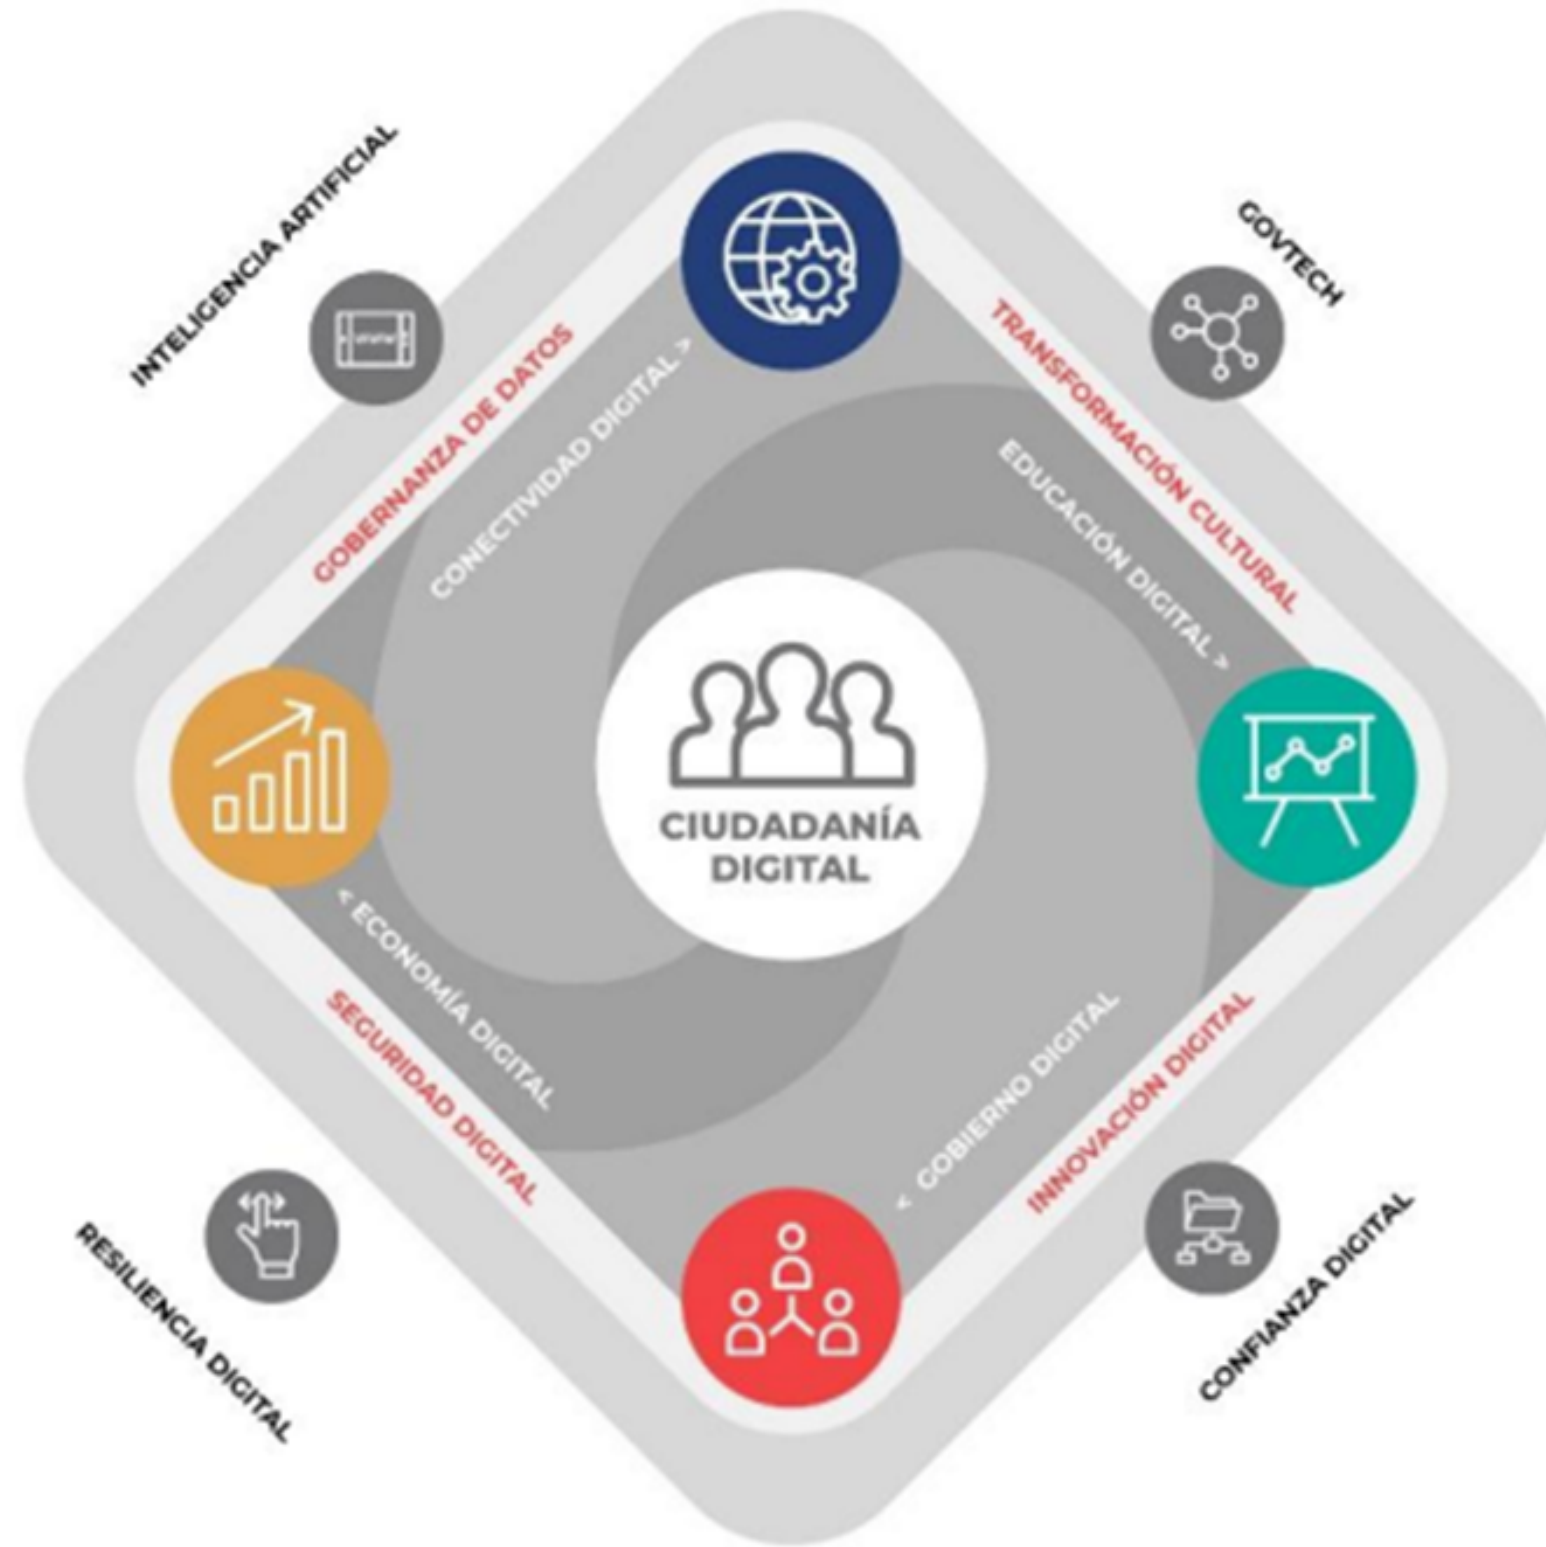 INTELIGENCIA ARTIFICIAL
GOVTECH
GOBERNANZA DE DATOS
TRANSFORMACIÓN CULTURAL
CONECTIVIDAD DIGITAL >
EDUCACIÓN DIGITAL >
CIUDADANÍA
DIGITAL
< ECONOMÍA DIGITAL
< GOBIERNO DIGITAL
SEGURIDAD DIGITAL
INNOVACIÓN DIGITAL
RESILIENCIA DIGITAL
CONFIANZA DIGITAL